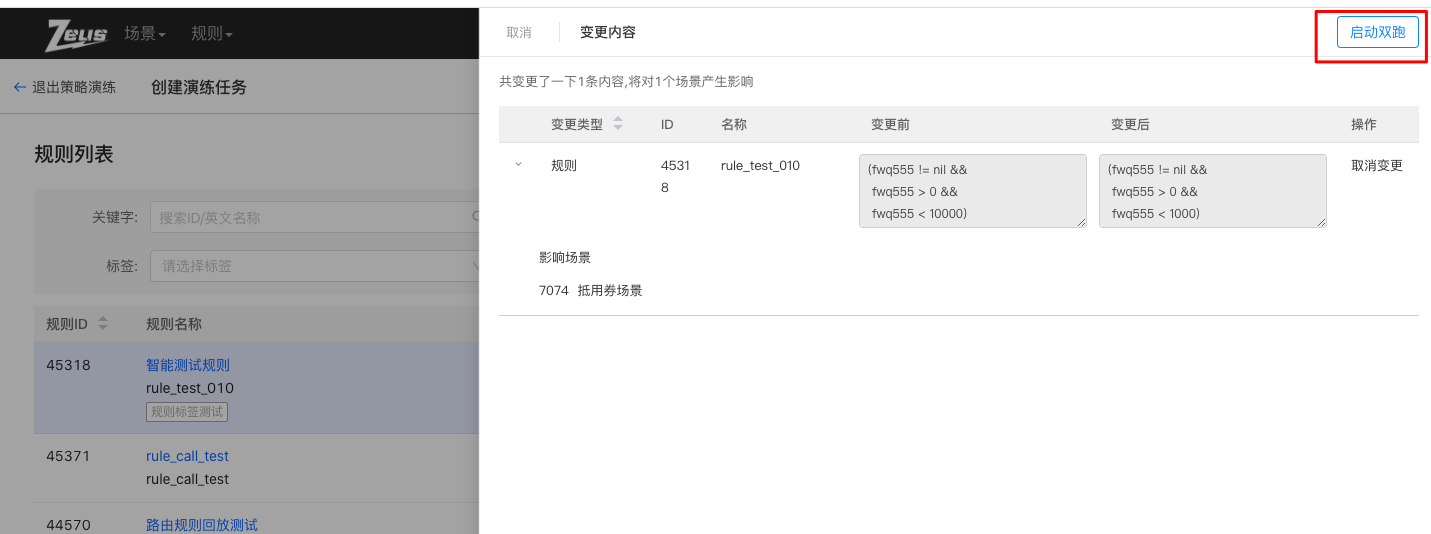 Zeus 场景 规则
取消 变更内容 启动双跑
退出策略演练 创建演练任务
共变更了一下1条内容,将对1个场景产生影响
规则列表
关键字: 搜索ID/英文名称
标签: 请选择标签
规则ID 规则名称
45318 智能测试规则
rule_test_010
规则标签测试
45371 rule_call_test
rule_call_test
44570 路由规则回放测试
变更类型 ID 名称 变更前 变更后 操作
规则 4531 rule_test_010 (fwq555 != nil && (fwq555 != nil && 取消变更
8 fwq555 > 0 && fwq555 > 0 &&
fwq555 < 10000) fwq555 < 1000)
影响场景
7074 抵用券场景